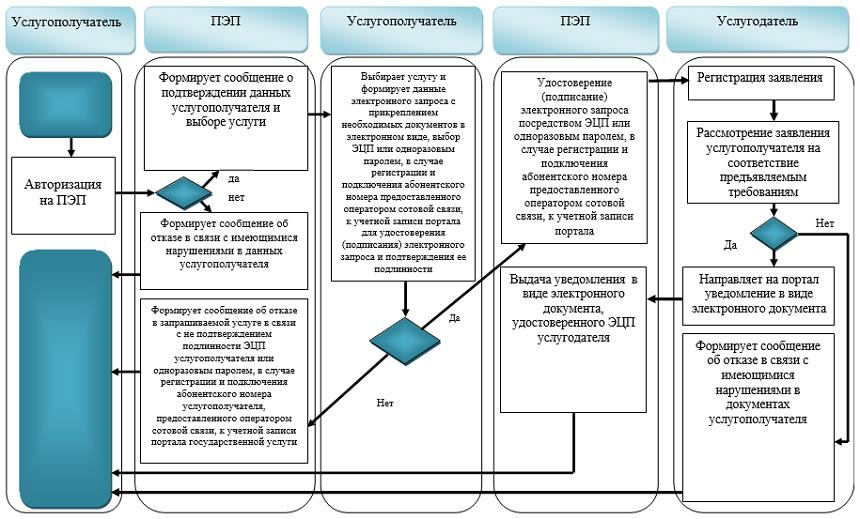 Услугополучатель
ПЭП
Услугополучатель
ПЭП
Услугодатель
Авторизация
на ПЭП
Формирует сообщение о
подтверждении данных
услугополучателя и
выборе услуги
да
нет
Формирует сообщение об
отказе в связи с имеющимися
нарушениями в данных
услугополучателя
Формирует сообщение об отказе
в запрашиваемой услуге в связи
с не подтверждением
подлинности ЭЦП
услугополучателя или
одноразовым паролем, в случае
регистрации и подключения
абонентского номера
услугополучателя,
предоставленного оператором
сотовой связи, к учетной записи
портала государственной услуги
Выбирает услугу и
формирует данные
электронного запроса с
прикреплением
необходимых документов в
электронном виде, выбор
ЭЦП или одноразовым
паролем, в случае
регистрации и
подключения абонентского
номера предоставленного
оператором сотовой связи,
к учетной записи портала
для удостоверения
(подписания) электронного
запроса и подтверждения ее
подлинности
Да
Нет
Удостоверение
(подписание)
электронного запроса
посредством ЭЦП или
одноразовым паролем, в
случае регистрации и
подключения
абонентского номера
предоставленного
оператором сотовой
связи, к учетной записи
портала
Выдача уведомления в
виде электронного
документа,
удостоверенного ЭЦП
услугодателя
Регистрация заявления
Рассмотрение заявления
услугополучателя на
соответствие
предъявляемым
требованиям
Нет
Да
Направляет на портал
уведомление в виде
электронного документа
Формирует сообщение
об отказе в связи с
имеющимися
нарушениями в
документах
услугополучателя